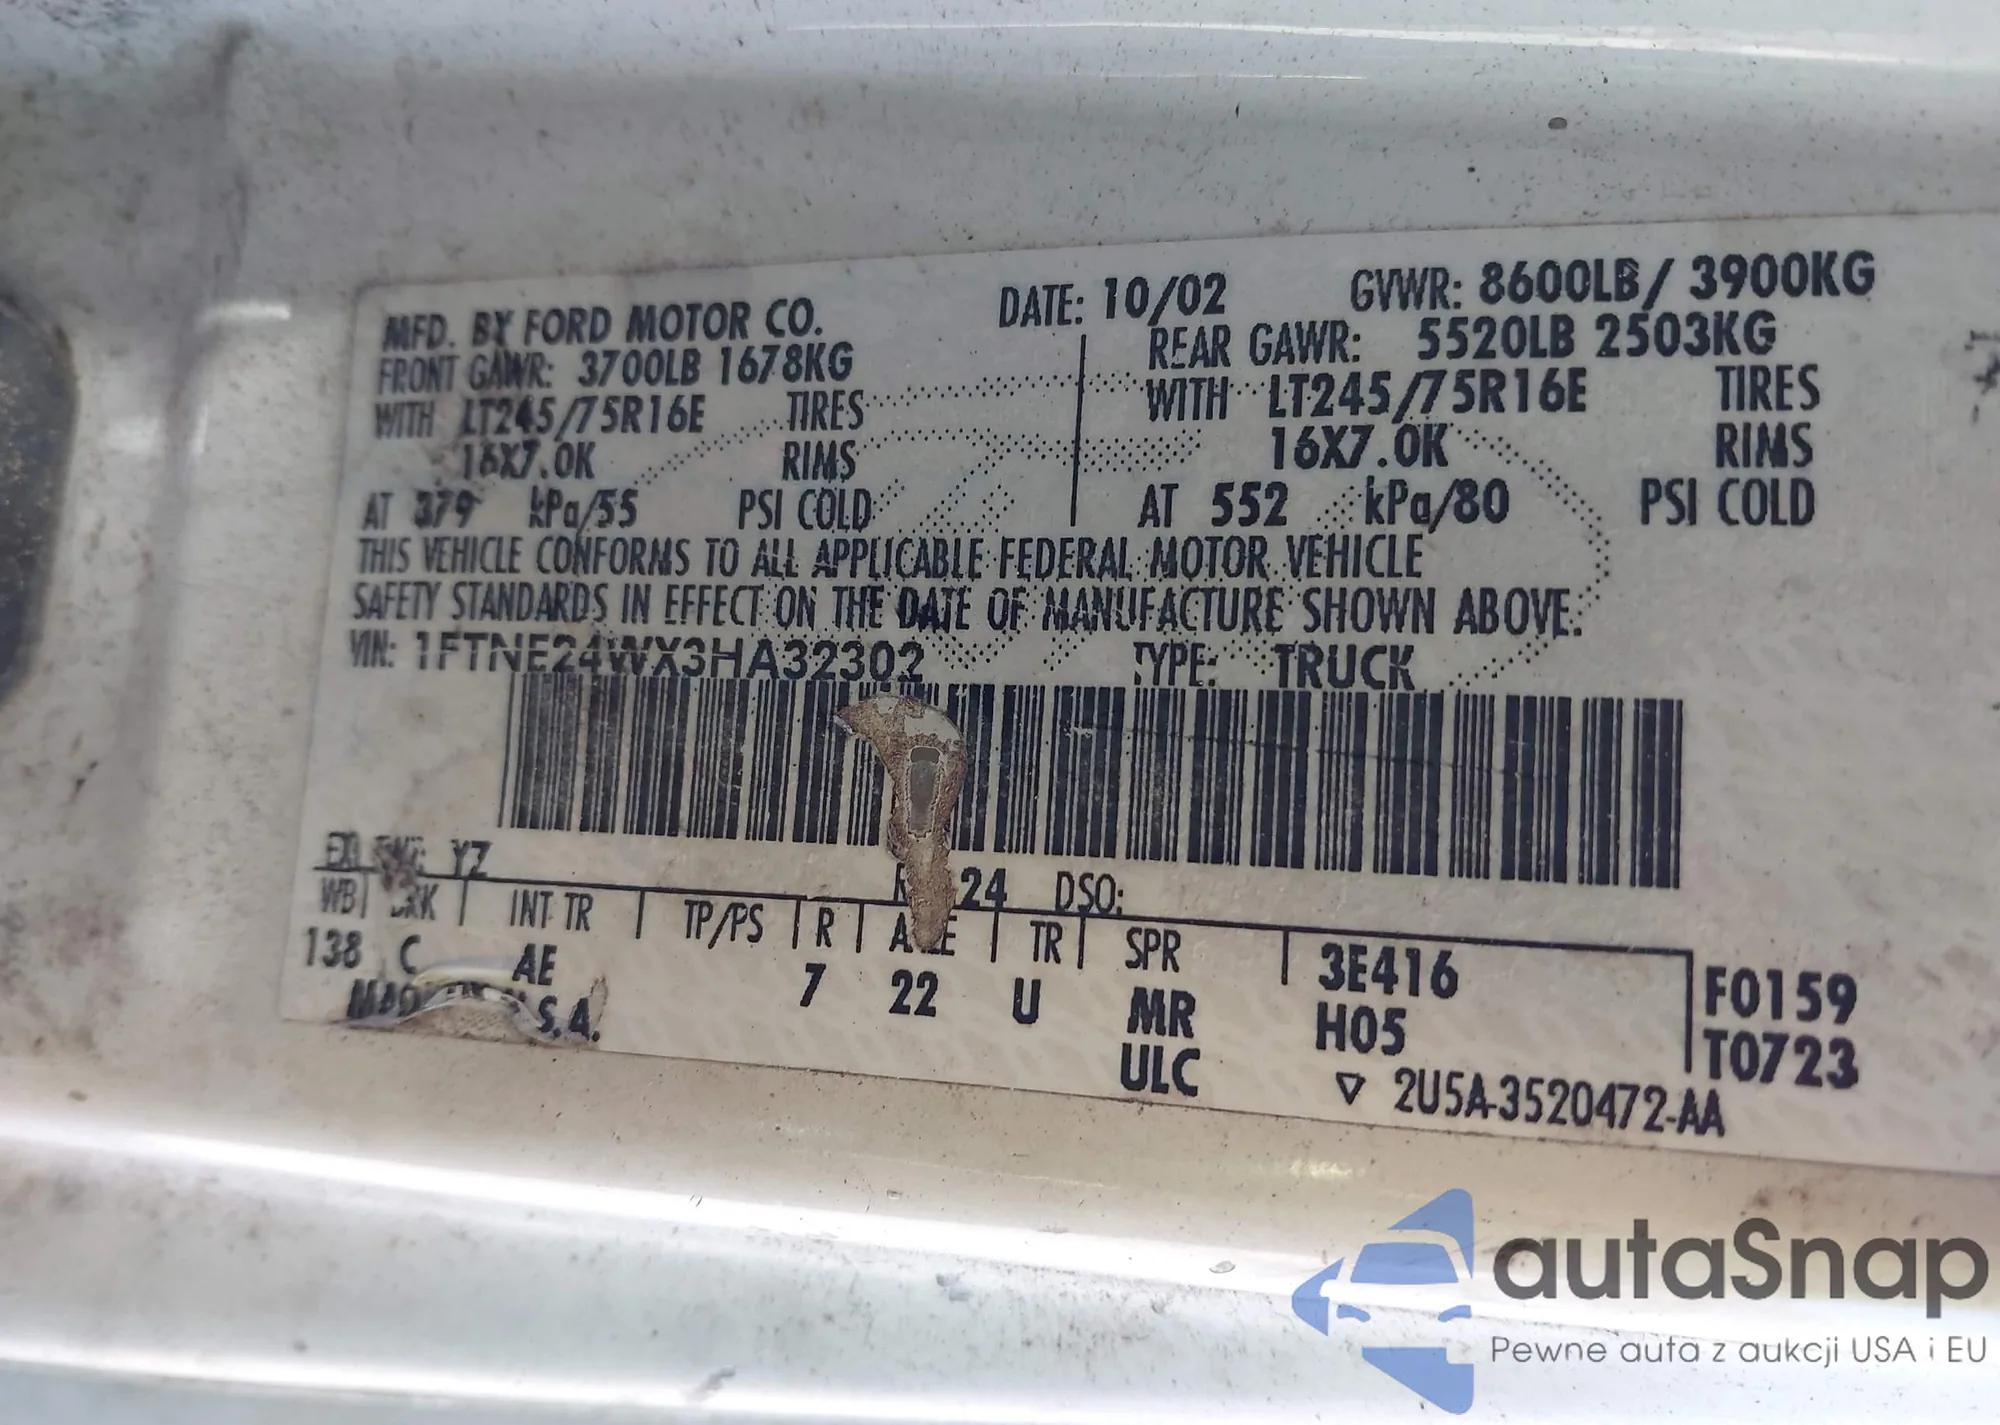 MFD. BY FORD MOTOR CO. DATE: 10/02 GVWR: 8600LB/ 3900KG
FRONT GAWR: 3700LB 1678KG REAR GAWR: 5520LB 2503KG
WITH LT245/75R16E TIRES WITH LT245/75R16E TIRES
16X7.0K RIMS 16X7.0K RIMS
AT 379 kPa/55 PSI COLD AT 552 kPa/80 PSI COLD
THIS VEHICLE CONFORMS TO ALL APPLICABLE FEDERAL MOTOR VEHICLE
SAFETY STANDARDS IN EFFECT ON THE DATE OF MANUFACTURE SHOWN ABOVE.
VIN: 1FTNE24WX3HA32302 TYPE: TRUCK
YZ 24 DSO:
WB INT TR TP/PS R TR SPR 3E416 F0159
138 C AE 7 22 U MR H05 T0723
S.A. ULC 2U5A-3520472-AA
autaSnap
Pewne auta z aukcji USA i EU